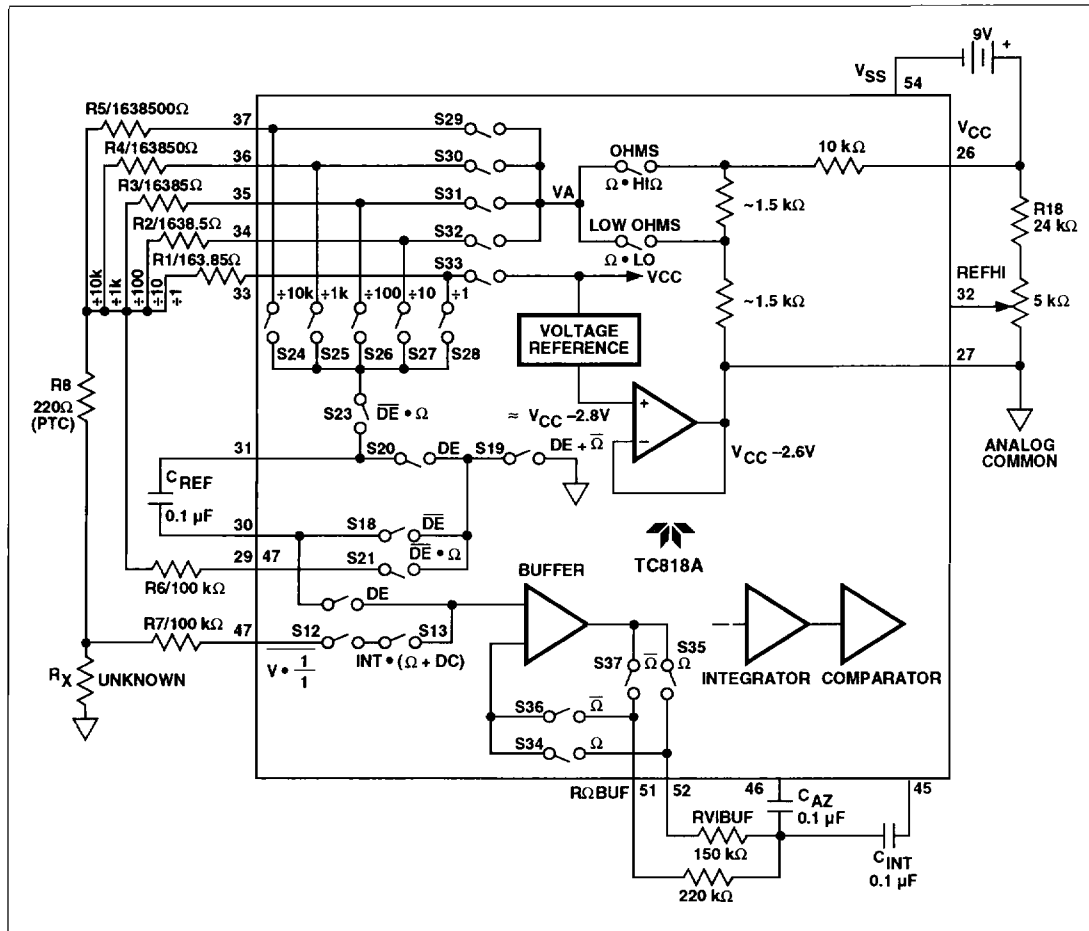 9V
+
VSS
54
R5/1638500Ω
37
S29
VCC
R4/163850Ω
36
S30
OHMS
Ω • HIΩ
10 kΩ
26
R3/16385Ω
35
S31
VA
~1.5 kΩ
R18
24 kΩ
R2/1638.5Ω
34
S32
LOW OHMS
Ω • LO
R1/163.85Ω
33
S33
VCC
REFHI
32
5 kΩ
÷10k
÷1k
÷100
÷10
÷1
÷10k
÷1k
÷100
÷10
÷1
~1.5 kΩ
VOLTAGE
REFERENCE
S24
S25
S26
S27
S28
27
R8
220Ω
(PTC)
S23
DE̅ • Ω
≈ VCC –2.8V
+
–
VCC –2.6V
ANALOG
COMMON
31
S20
DE
S19
DE + Ω̅
CREF
0.1 µF
30
S18
DE̅
TC818A
29
47
S21
DE̅ • Ω
R6/100 kΩ
DE
BUFFER
R7/100 kΩ
47
S12
S13
V • 1/1
INT • (Ω + DC)
RX
UNKNOWN
S37
Ω̅
S35
Ω
INTEGRATOR
COMPARATOR
S36
Ω̅
S34
Ω
RΩBUF
51
52
46
45
CAZ
0.1 µF
RVIBUF
150 kΩ
CINT
0.1 µF
220 kΩ